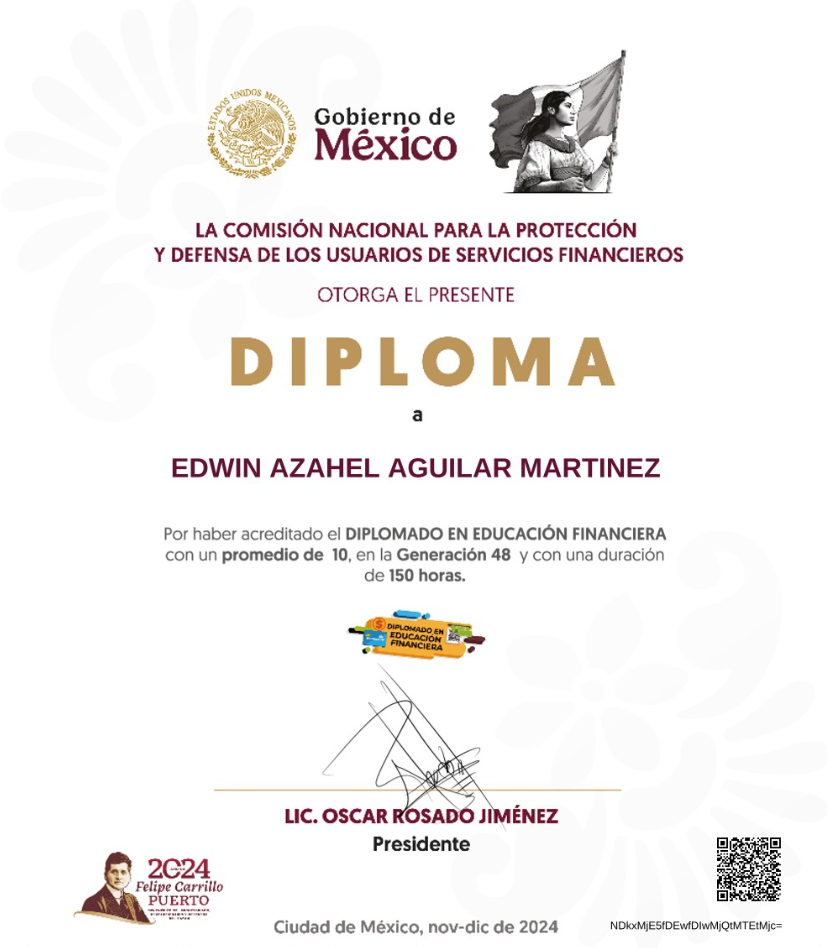 ESTADOS UNIDOS MEXICANOS
Gobierno de
México
LA COMISIÓN NACIONAL PARA LA PROTECCIÓN
Y DEFENSA DE LOS USUARIOS DE SERVICIOS FINANCIEROS
OTORGA EL PRESENTE
DIPLOMA
a
EDWIN AZAHEL AGUILAR MARTINEZ
Por haber acreditado el DIPLOMADO EN EDUCACIÓN FINANCIERA
con un promedio de 10, en la Generación 48 y con una duración
de 150 horas.
DIPLOMADO EN
EDUCACIÓN
FINANCIERA
LIC. OSCAR ROSADO JIMÉNEZ
Presidente
2024
Felipe Carrillo
PUERTO
Ciudad de México, nov-dic de 2024
NDkxMjE5fDEwfDIwMjQtMTEtMjc=